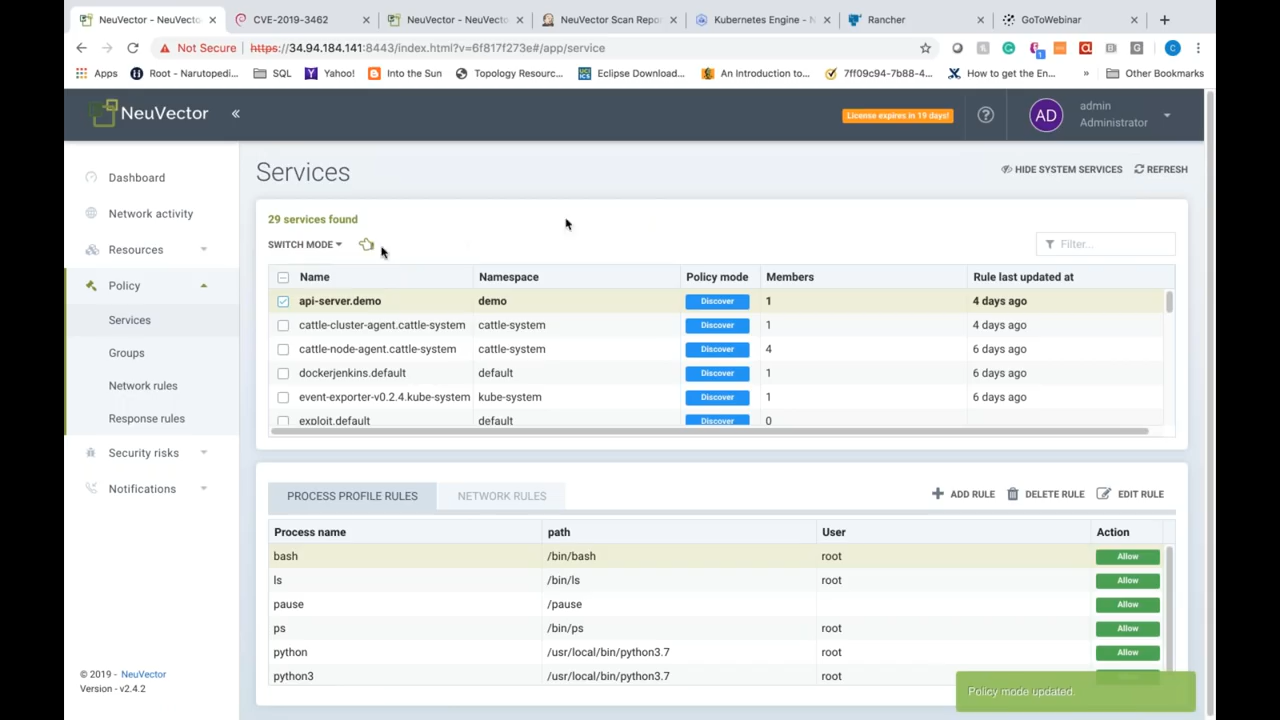 NeuVector - NeuVecto
CVE-2019-3462
NeuVector - NeuVecto
NeuVector Scan Repor
Kubernetes Engine - N
Rancher
GoToWebinar
Not Secure
https://34.94.184.141:8443/index.html?v=6f817f273e#/app/service
Apps
Root - Narutopedi...
SQL
Yahoo!
Into the Sun
Topology Resourc...
Eclipse Download...
An Introduction to...
7ff09c94-7b88-4...
How to get the En...
»
Other Bookmarks
NeuVector
«
License expires in 19 days!
AD
admin
Administrator
Dashboard
Network activity
Resources
Policy
Services
Groups
Network rules
Response rules
Security risks
Notifications
© 2019 - NeuVector
Version - v2.4.2
Services
HIDE SYSTEM SERVICES
REFRESH
29 services found
SWITCH MODE
Filter...
Name Namespace Policy mode Members Rule last updated at
api-server.demo demo Discover 1 4 days ago
cattle-cluster-agent.cattle-system cattle-system Discover 1 4 days ago
cattle-node-agent.cattle-system cattle-system Discover 4 6 days ago
dockerjenkins.default default Discover 1 6 days ago
event-exporter-v0.2.4.kube-system kube-system Discover 1 6 days ago
exploit.default default Discover 0
PROCESS PROFILE RULES
NETWORK RULES
ADD RULE
DELETE RULE
EDIT RULE
Process name path User Action
bash /bin/bash root Allow
ls /bin/ls root Allow
pause /pause Allow
ps /bin/ps root Allow
python /usr/local/bin/python3.7 root Allow
python3 /usr/local/bin/python3.7 root
Policy mode updated.